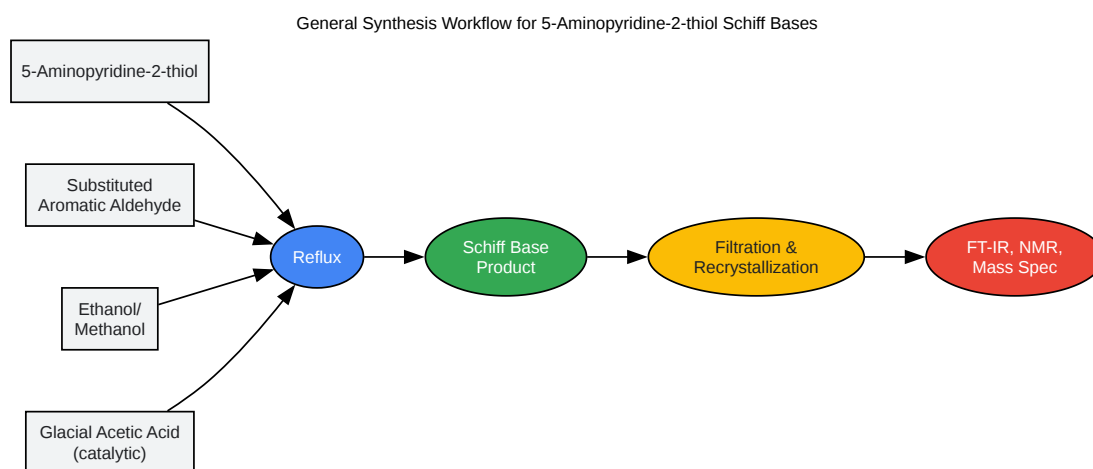 General Synthesis Workflow for 5-Aminopyridine-2-thiol Schiff Bases
5-Aminopyridine-2-thiol
Substituted
Aromatic Aldehyde
Ethanol/
Methanol
Glacial Acetic Acid
(catalytic)
Reflux
Schiff Base
Product
Filtration &
Recrystallization
FT-IR, NMR,
Mass Spec